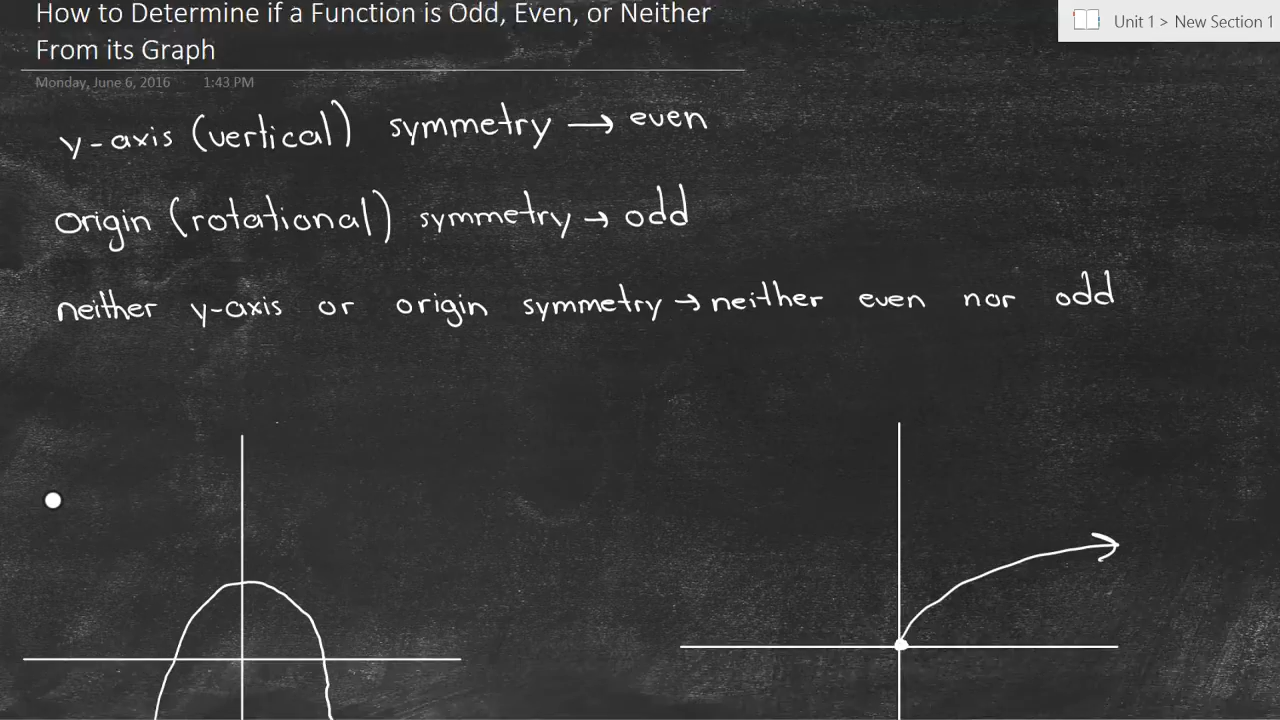 How to Determine if a Function is Odd, Even, or Neither
From its Graph
Unit 1 > New Section 1
Monday, June 6, 2016 1:43 PM
y-axis (vertical) symmetry → even
origin (rotational) symmetry → odd
neither y-axis or origin symmetry → neither even nor odd